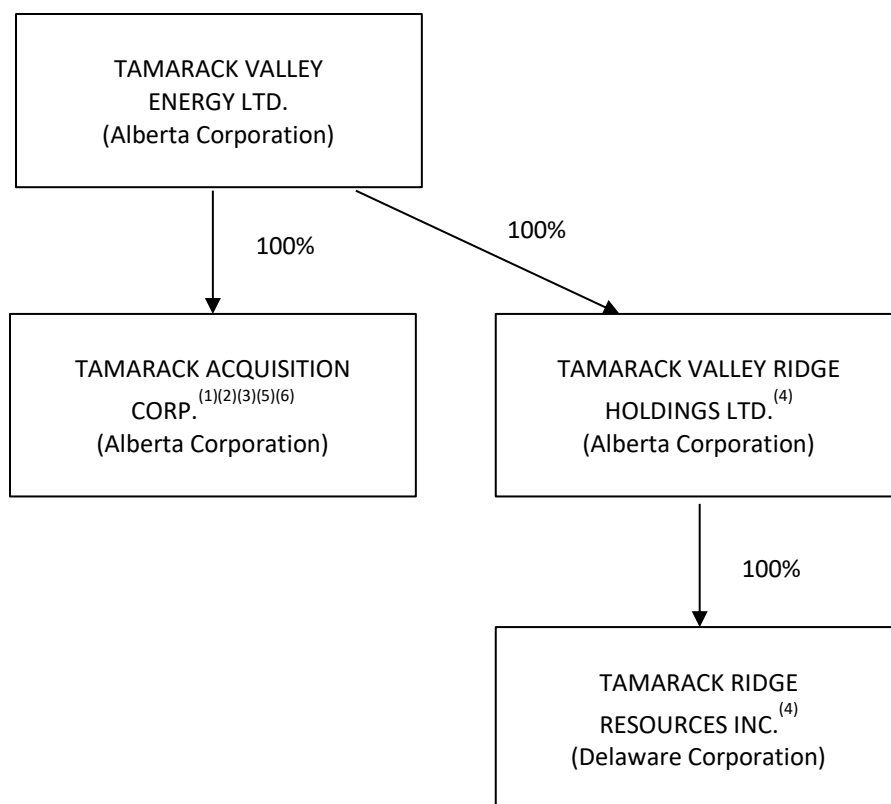 TAMARACK VALLEY
ENERGY LTD.
(Alberta Corporation)
100%
100%
TAMARACK ACQUISITION
CORP.(1)(2)(3)(5)(6)
(Alberta Corporation)
TAMARACK VALLEY RIDGE
HOLDINGS LTD.(4)
(Alberta Corporation)
100%
TAMARACK RIDGE
RESOURCES INC.(4)
(Delaware Corporation)